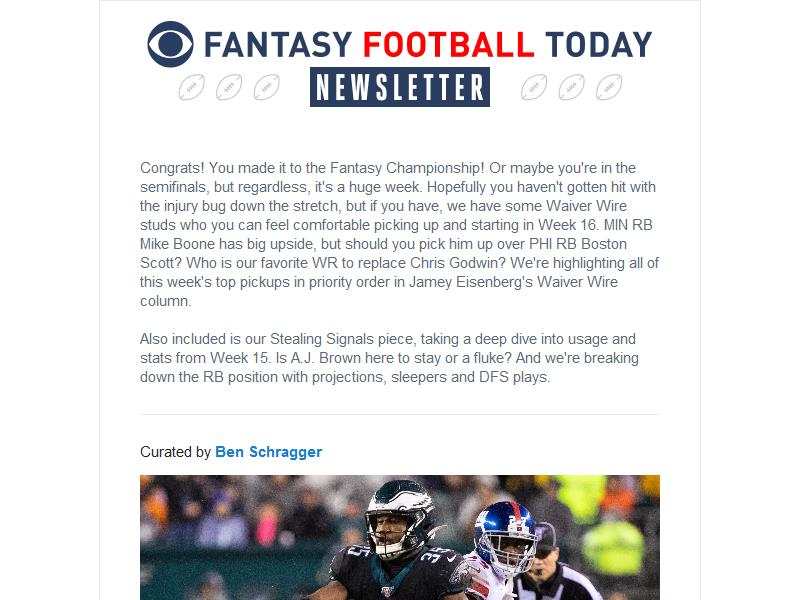 FANTASY FOOTBALL TODAY
NEWSLETTER
Congrats! You made it to the Fantasy Championship! Or maybe you're in the
semifinals, but regardless, it's a huge week. Hopefully you haven't gotten hit with
the injury bug down the stretch, but if you have, we have some Waiver Wire
studs who you can feel comfortable picking up and starting in Week 16. MIN RB
Mike Boone has big upside, but should you pick him up over PHI RB Boston
Scott? Who is our favorite WR to replace Chris Godwin? We're highlighting all of
this week's top pickups in priority order in Jamey Eisenberg's Waiver Wire
column.
Also included is our Stealing Signals piece, taking a deep dive into usage and
stats from Week 15. Is A.J. Brown here to stay or a fluke? And we're breaking
down the RB position with projections, sleepers and DFS plays.
Curated by Ben Schragger
35